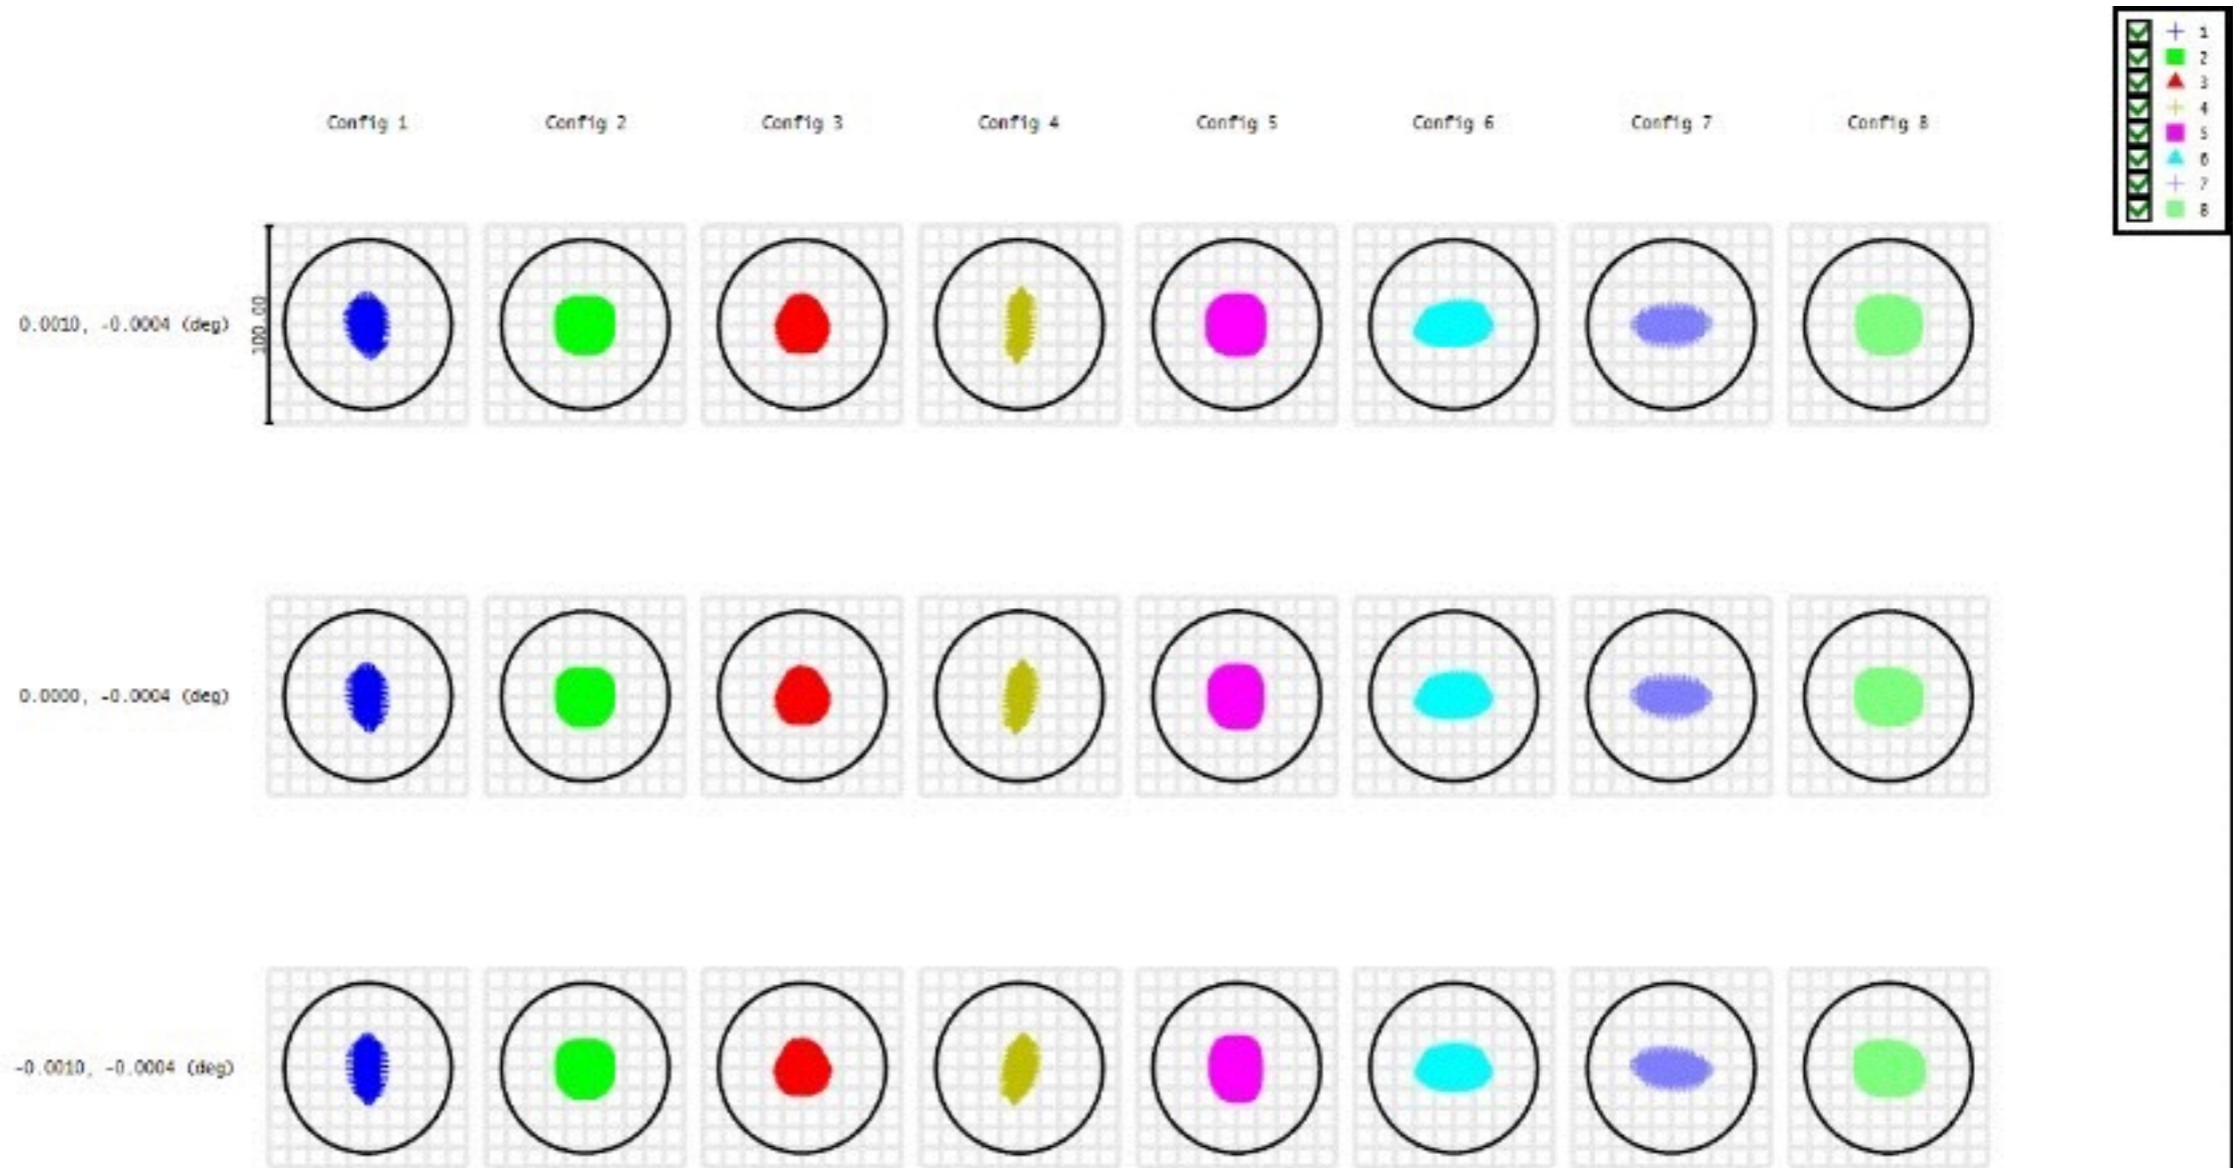 1
2
3
4
5
6
7
8
Config 1 Config 2 Config 3 Config 4 Config 5 Config 6 Config 7 Config 8
100.00
0.0010, -0.0004 (deg)
0.0000, -0.0004 (deg)
-0.0010, -0.0004 (deg)